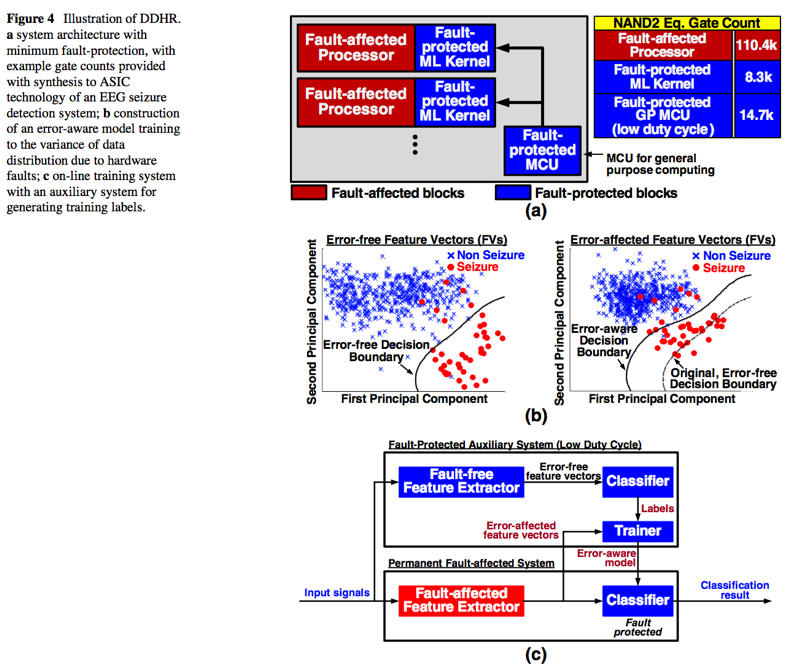 Figure 4 Illustration of DDHR.
a system architecture with
minimum fault-protection, with
example gate counts provided
with synthesis to ASIC
technology of an EEG seizure
detection system; b construction
of an error-aware model training
to the variance of data
distribution due to hardware
faults; c on-line training system
with an auxiliary system for
generating training labels.
Fault-affected
Processor
Fault-
protected
ML Kernel
Fault-affected
Processor
Fault-
protected
ML Kernel
Fault-
protected
MCU
MCU for general
purpose computing
Fault-affected blocks
Fault-protected blocks
NAND2 Eq. Gate Count
Fault-affected
Processor
110.4k
Fault-protected
ML Kernel
8.3k
Fault-protected
GP MCU
(low duty cycle)
14.7k
(a)
Error-free Feature Vectors (FVs)
Non Seizure
Seizure
Error-free Decision
Boundary
Second Principal Component
First Principal Component
Error-affected Feature Vectors (FVs)
Non Seizure
Seizure
Error-aware
Decision
Boundary
Original, Error-free
Decision Boundary
Second Principal Component
First Principal Component
(b)
Fault-Protected Auxiliary System (Low Duty Cycle)
Fault-free
Feature Extractor
Error-free
feature vectors
Classifier
Labels
Error-affected
feature vectors
Trainer
Error-aware
model
Permanent Fault-affected System
Input signals
Fault-affected
Feature Extractor
Classifier
Fault
protected
Classification
result
(c)